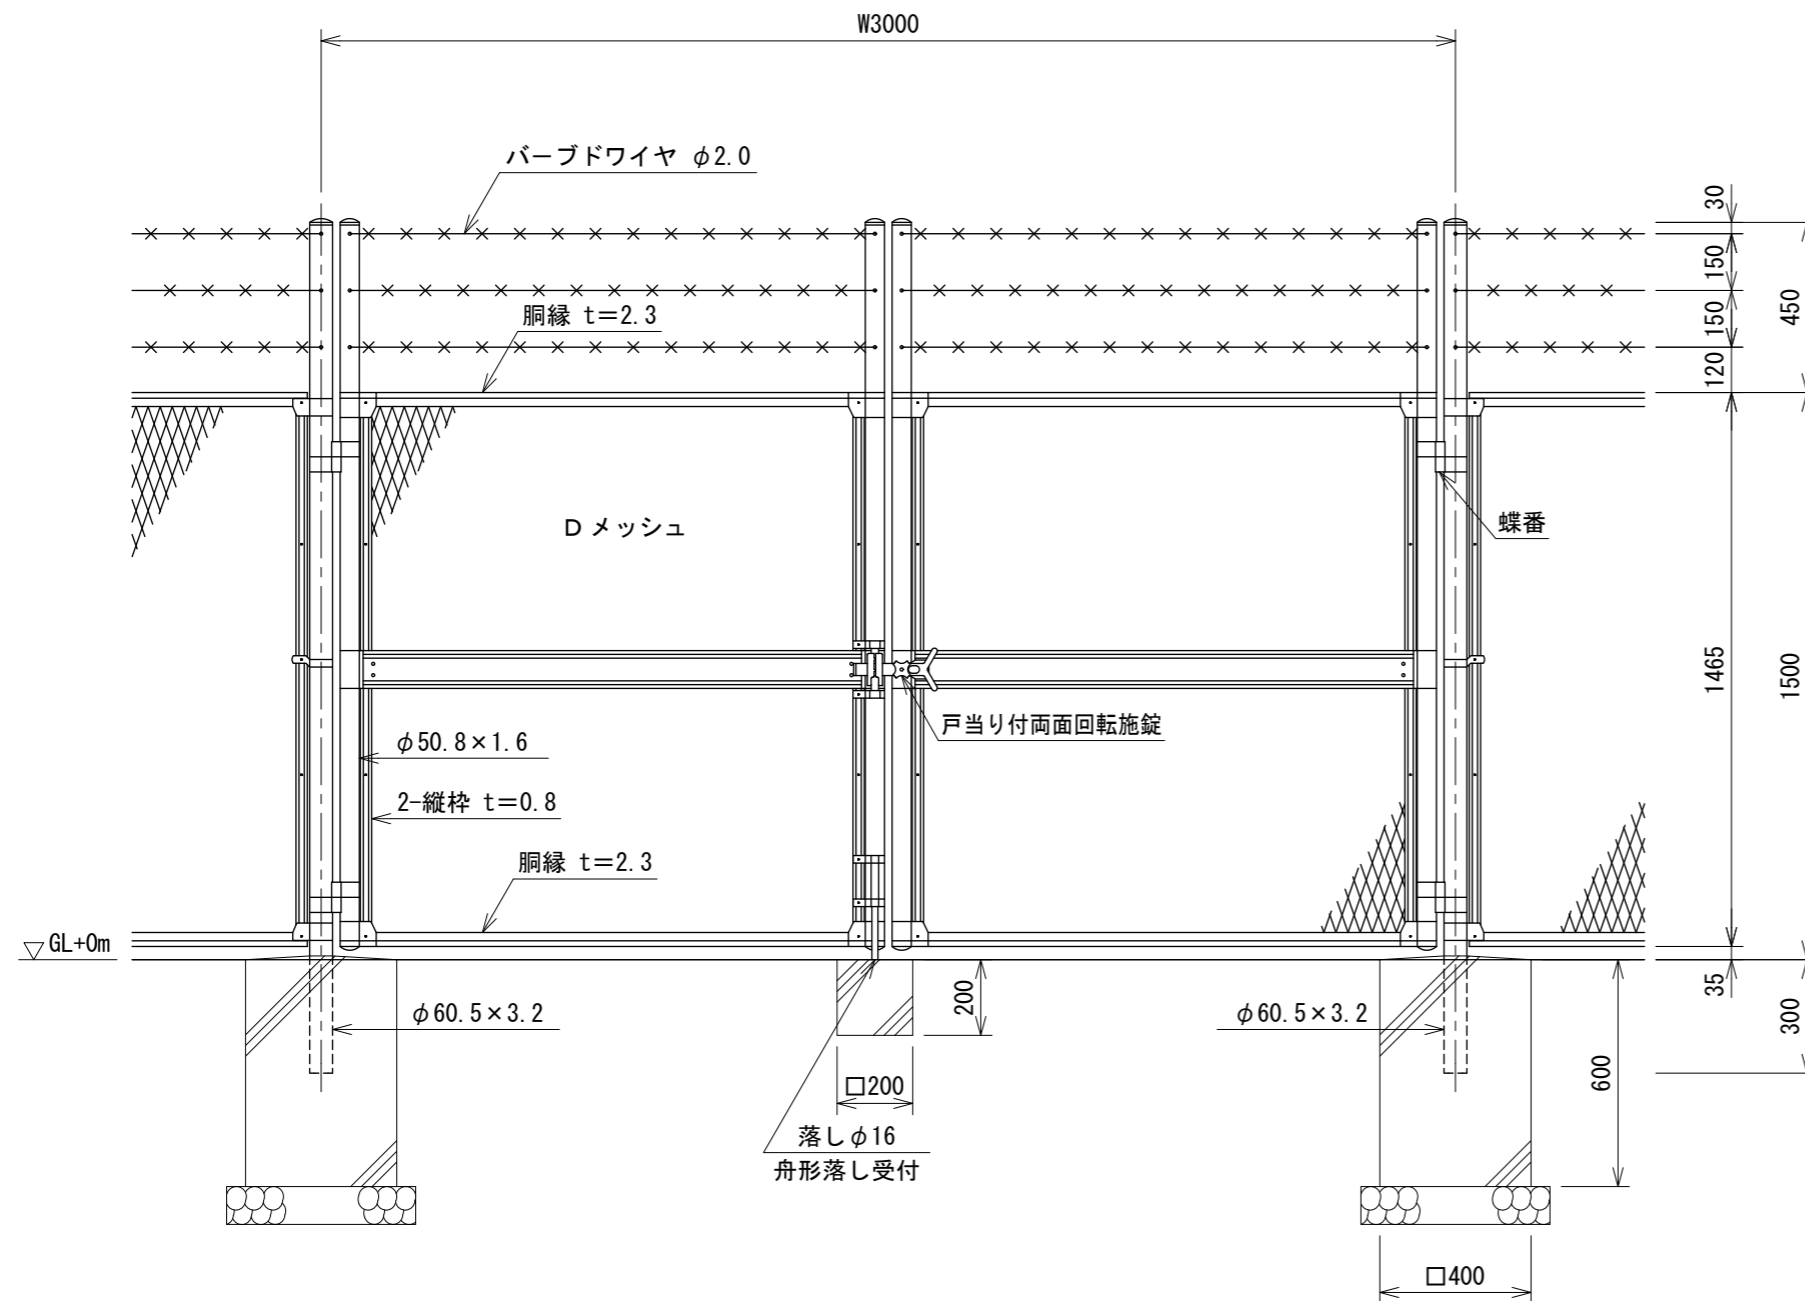 W3000
バーブドワイヤ φ2.0
30
150
150
120
450
胴縁 t=2.3
Dメッシュ
蝶番
1465
1500
戸当り付両面回転施錠
φ50.8×1.6
2-縦枠 t=0.8
胴縁 t=2.3
▽GL+0m
35
300
φ60.5×3.2
200
φ60.5×3.2
600
□200
落しφ16
舟形落し受付
□400